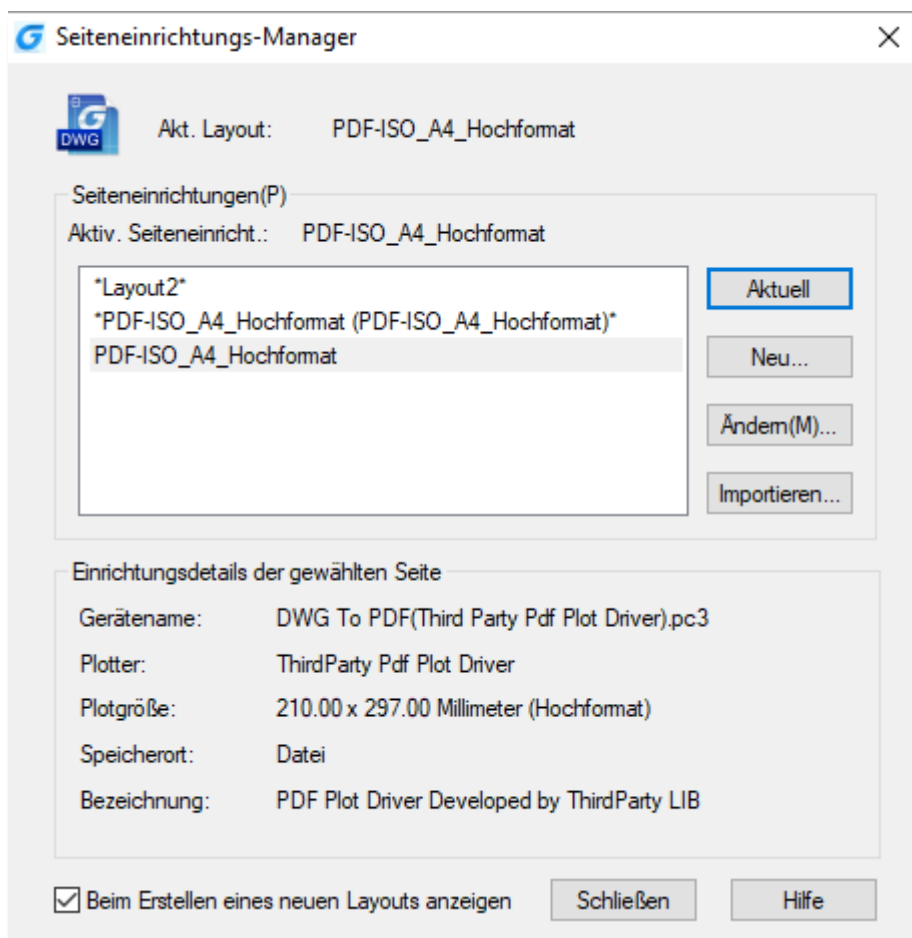 Seiteneinrichtungs-Manager
DWG
Akt. Layout: PDF-ISO_A4_Hochformat
Seiteneinrichtungen(P)
Aktiv. Seiteneinricht.: PDF-ISO_A4_Hochformat
*Layout2*
*PDF-ISO_A4_Hochformat (PDF-ISO_A4_Hochformat)*
PDF-ISO_A4_Hochformat
Aktuell
Neu...
Ändern(M)...
Importieren...
Einrichtungsdetails der gewählten Seite
Gerätename: DWG To PDF(Third Party Pdf Plot Driver).pc3
Plotter: ThirdParty Pdf Plot Driver
Plotgröße: 210.00 x 297.00 Millimeter (Hochformat)
Speicherort: Datei
Bezeichnung: PDF Plot Driver Developed by ThirdParty LIB
Beim Erstellen eines neuen Layouts anzeigen
Schließen
Hilfe